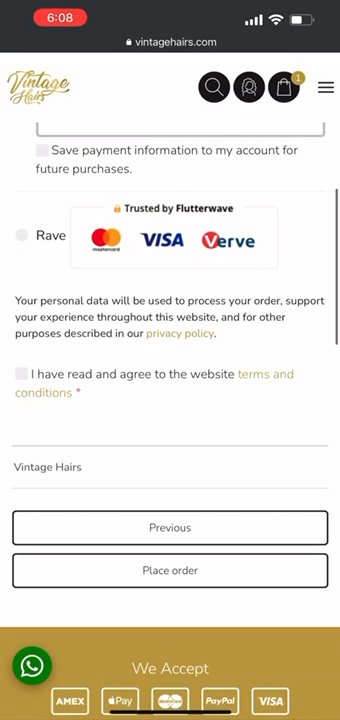 6:08
vintagehairs.com
Vintage
Hairs
1
Save payment information to my account for
future purchases.
Trusted by Flutterwave
Rave
mastercard
VISA
Verve
Your personal data will be used to process your order, support
your experience throughout this website, and for other
purposes described in our privacy policy.
I have read and agree to the website terms and
conditions *
Vintage Hairs
Previous
Place order
We Accept
AMEX
Pay
MasterCard
PayPal
VISA